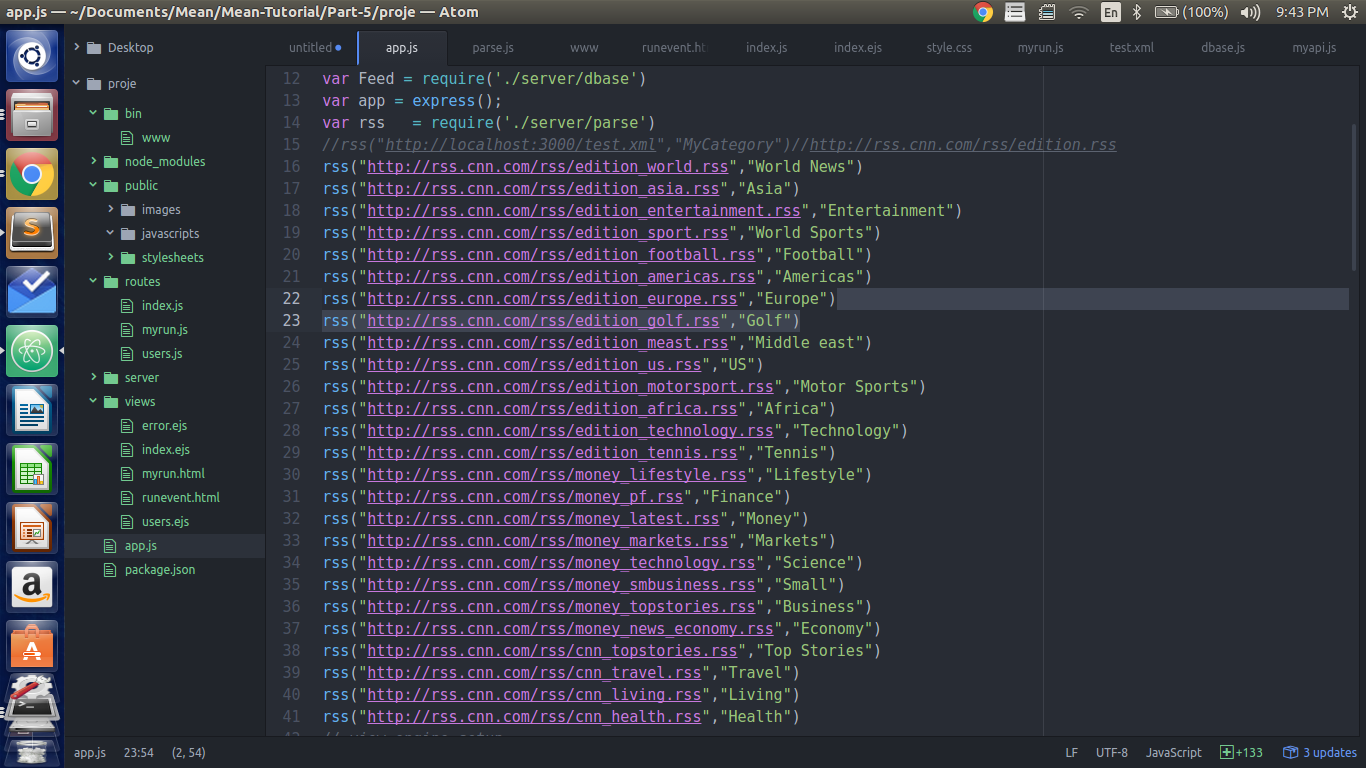 app.js — ~/Documents/Mean/Mean-Tutorial/Part-5/proje — Atom
En
(100%)
9:43 PM
Desktop
proje
bin
www
node_modules
public
images
javascripts
stylesheets
routes
index.js
myrun.js
users.js
server
views
error.ejs
index.ejs
myrun.html
runevent.html
users.ejs
app.js
package.json
untitled
app.js
parse.js
www
runevent.ht
index.js
index.ejs
style.css
myrun.js
test.xml
dbase.js
myapi.js
12 var Feed = require('./server/dbase')
13 var app = express();
14 var rss   = require('./server/parse')
15 //rss("http://localhost:3000/test.xml","MyCategory")//http://rss.cnn.com/rss/edition.rss
16 rss("http://rss.cnn.com/rss/edition_world.rss","World News")
17 rss("http://rss.cnn.com/rss/edition_asia.rss","Asia")
18 rss("http://rss.cnn.com/rss/edition_entertainment.rss","Entertainment")
19 rss("http://rss.cnn.com/rss/edition_sport.rss","World Sports")
20 rss("http://rss.cnn.com/rss/edition_football.rss","Football")
21 rss("http://rss.cnn.com/rss/edition_americas.rss","Americas")
22 rss("http://rss.cnn.com/rss/edition_europe.rss","Europe")
23 rss("http://rss.cnn.com/rss/edition_golf.rss","Golf")
24 rss("http://rss.cnn.com/rss/edition_meast.rss","Middle east")
25 rss("http://rss.cnn.com/rss/edition_us.rss","US")
26 rss("http://rss.cnn.com/rss/edition_motorsport.rss","Motor Sports")
27 rss("http://rss.cnn.com/rss/edition_africa.rss","Africa")
28 rss("http://rss.cnn.com/rss/edition_technology.rss","Technology")
29 rss("http://rss.cnn.com/rss/edition_tennis.rss","Tennis")
30 rss("http://rss.cnn.com/rss/money_lifestyle.rss","Lifestyle")
31 rss("http://rss.cnn.com/rss/money_pf.rss","Finance")
32 rss("http://rss.cnn.com/rss/money_latest.rss","Money")
33 rss("http://rss.cnn.com/rss/money_markets.rss","Markets")
34 rss("http://rss.cnn.com/rss/money_technology.rss","Science")
35 rss("http://rss.cnn.com/rss/money_smbusiness.rss","Small")
36 rss("http://rss.cnn.com/rss/money_topstories.rss","Business")
37 rss("http://rss.cnn.com/rss/money_news_economy.rss","Economy")
38 rss("http://rss.cnn.com/rss/cnn_topstories.rss","Top Stories")
39 rss("http://rss.cnn.com/rss/cnn_travel.rss","Travel")
40 rss("http://rss.cnn.com/rss/cnn_living.rss","Living")
41 rss("http://rss.cnn.com/rss/cnn_health.rss","Health")
app.js
23:54
(2, 54)
LF
UTF-8
JavaScript
+133
3 updates